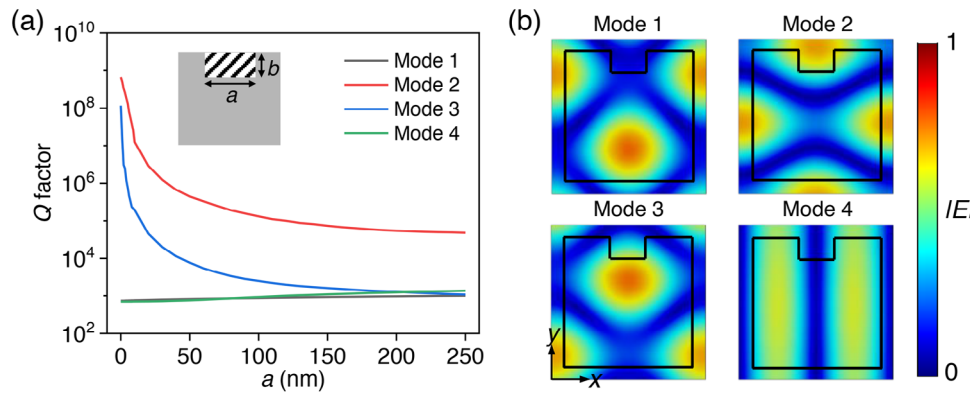 (a)
10^10
10^8
10^6
10^4
10^2
Q factor
0
50
100
150
200
250
a (nm)
a
b
Mode 1
Mode 2
Mode 3
Mode 4
(b)
Mode 1
Mode 2
Mode 3
Mode 4
y
x
1
0